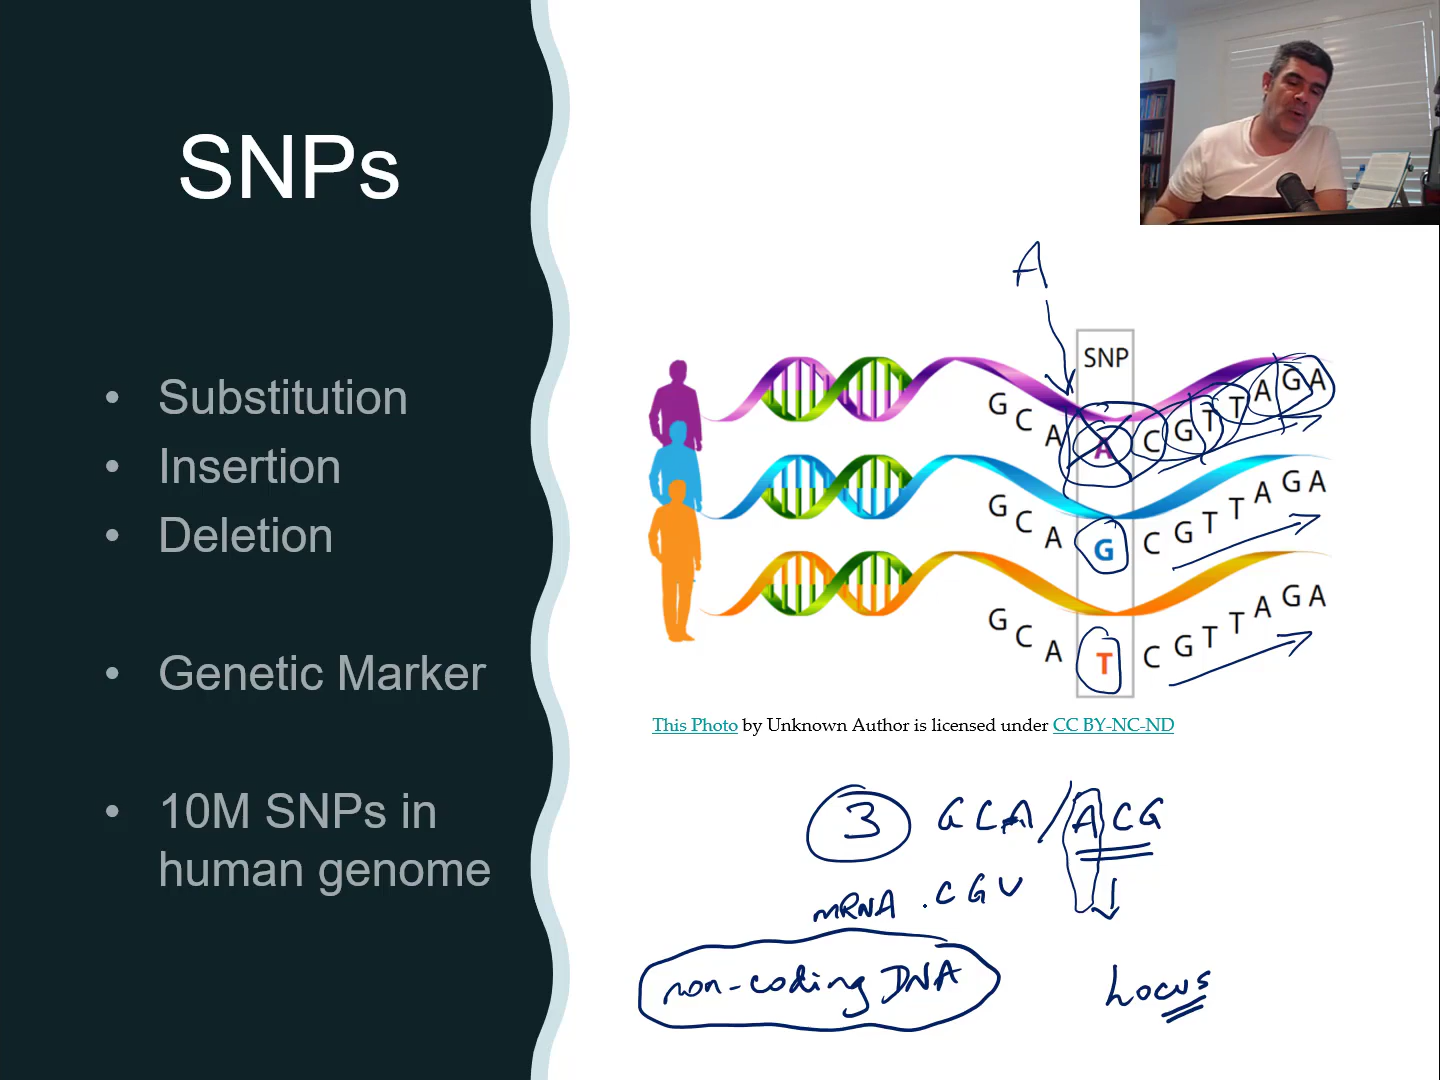 SNPs
• Substitution
• Insertion
• Deletion
• Genetic Marker
• 10M SNPs in
human genome
A
SNP
G C A A C G T T A G A
G C A G C G T T A G A
G C A T C G T T A G A
This Photo by Unknown Author is licensed under CC BY-NC-ND
3 GCA/ACG
mRNA .CGU
non-coding DNA
Locus